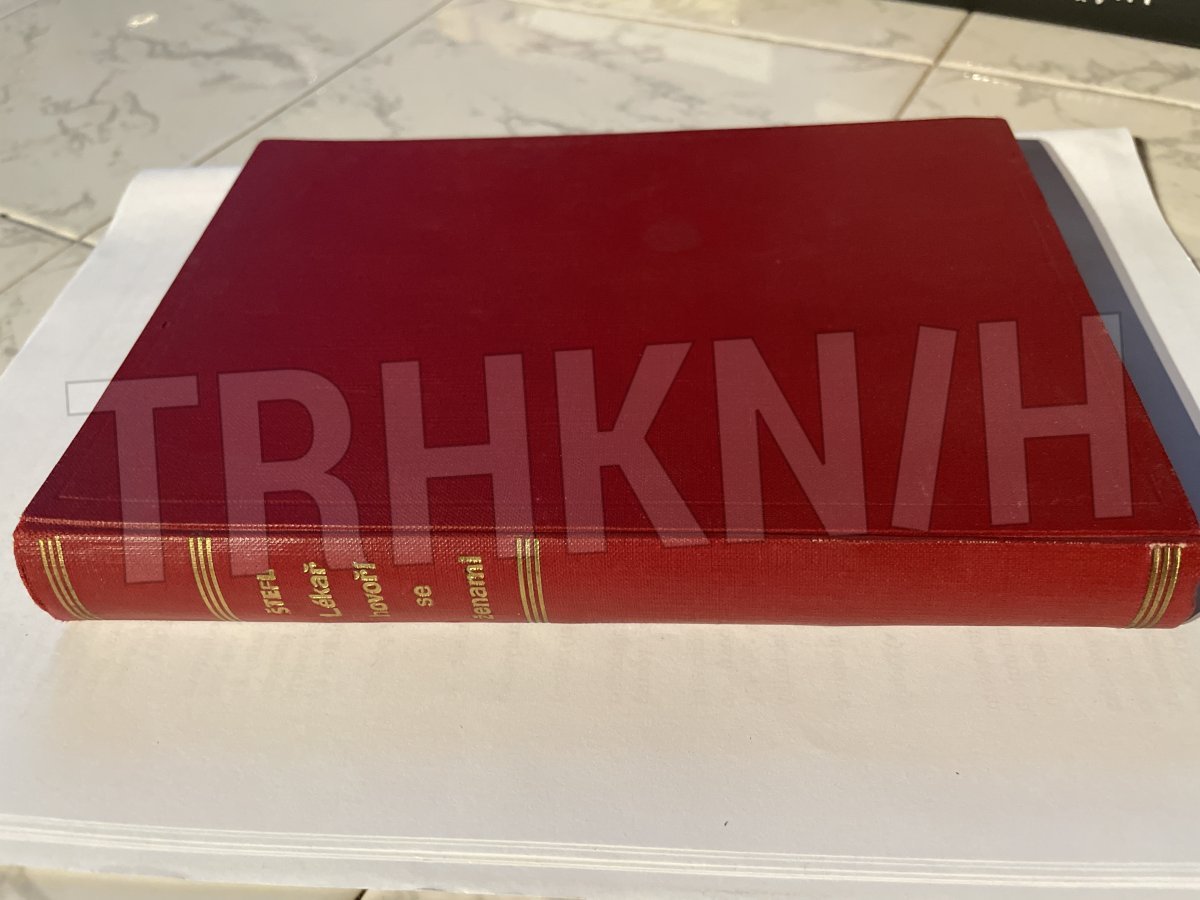 ŠTEFL
Lékař
hovoří
se
ženami
TRHKNIH